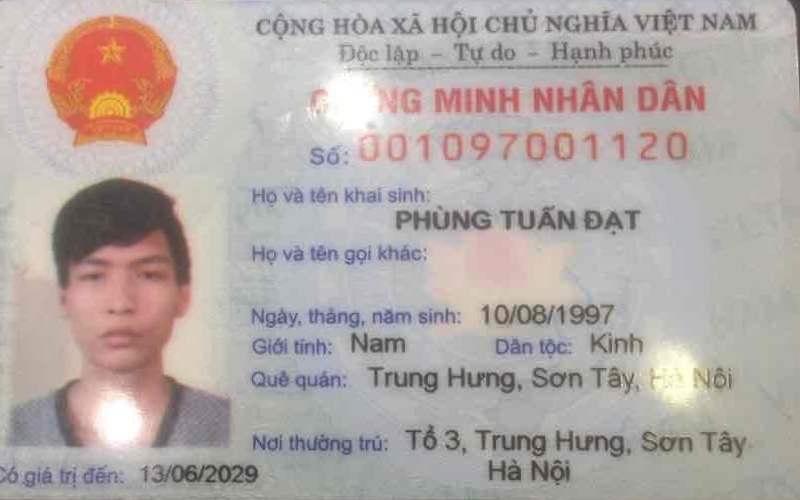 CỘNG HÒA XÃ HỘI CHỦ NGHĨA VIỆT NAM
Độc lập – Tự do – Hạnh phúc
MINH NHÂN DÂN
Số: 001097001120
Họ và tên khai sinh:
PHÙNG TUẤN ĐẠT
Họ và tên gọi khác:
Ngày, tháng, năm sinh: 10/08/1997
Giới tính: Nam Dân tộc: Kinh
Quê quán: Trung Hưng, Sơn Tây, Hà Nội
Nơi thường trú: Tổ 3, Trung Hưng, Sơn Tây
Hà Nội
Có giá trị đến: 13/06/2029